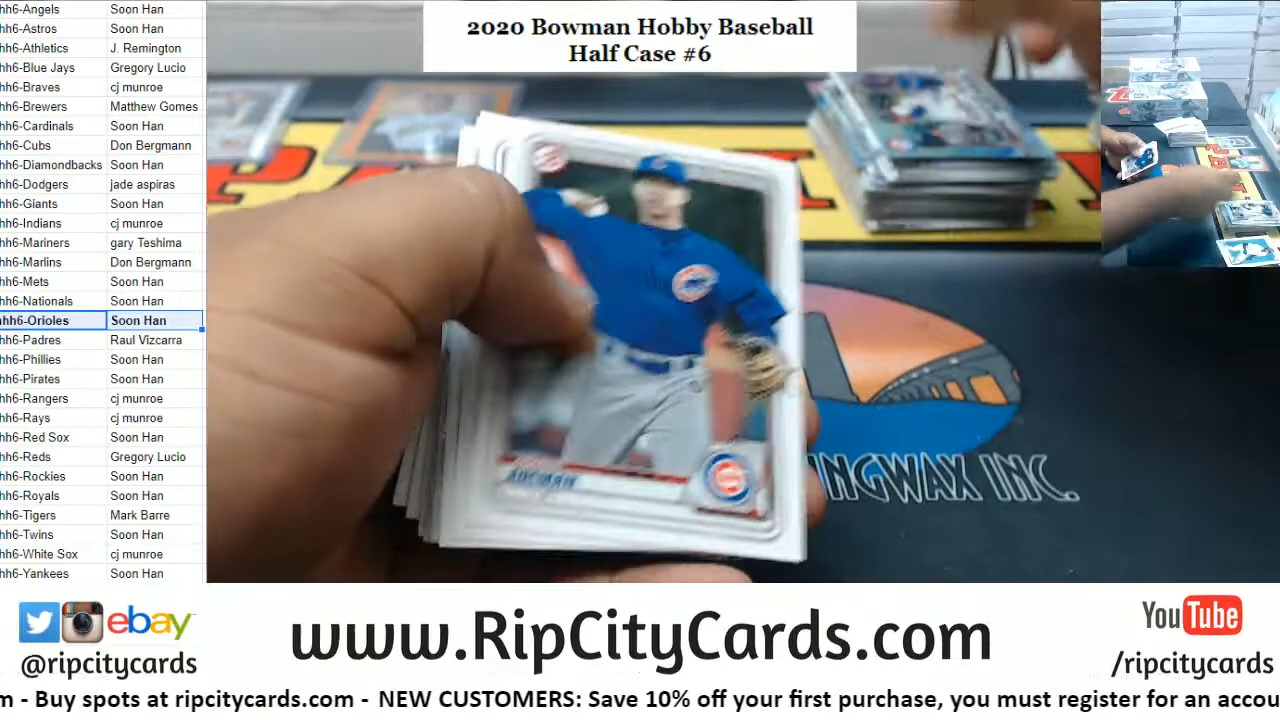 hh6-Angels Soon Han
hh6-Astros Soon Han
hh6-Athletics J. Remington
hh6-Blue Jays Gregory Lucio
hh6-Braves cj munroe
hh6-Brewers Matthew Gomes
hh6-Cardinals Soon Han
hh6-Cubs Don Bergmann
hh6-Diamondbacks Soon Han
hh6-Dodgers jade aspiras
hh6-Giants Soon Han
hh6-Indians cj munroe
hh6-Mariners gary Teshima
hh6-Marlins Don Bergmann
hh6-Mets Soon Han
hh6-Nationals Soon Han
hh6-Orioles Soon Han
hh6-Padres Raul Vizcarra
hh6-Phillies Soon Han
hh6-Pirates Soon Han
hh6-Rangers cj munroe
hh6-Rays cj munroe
hh6-Red Sox Soon Han
hh6-Reds Gregory Lucio
hh6-Rockies Soon Han
hh6-Royals Soon Han
hh6-Tigers Mark Barre
hh6-Twins Soon Han
hh6-White Sox cj munroe
hh6-Yankees Soon Han
2020 Bowman Hobby Baseball
Half Case #6
INGWAX INC.
ebay
@ripcitycards
www.RipCityCards.com
YouTube
/ripcitycards
m - Buy spots at ripcitycards.com - NEW CUSTOMERS: Save 10% off your first purchase, you must register for an accou